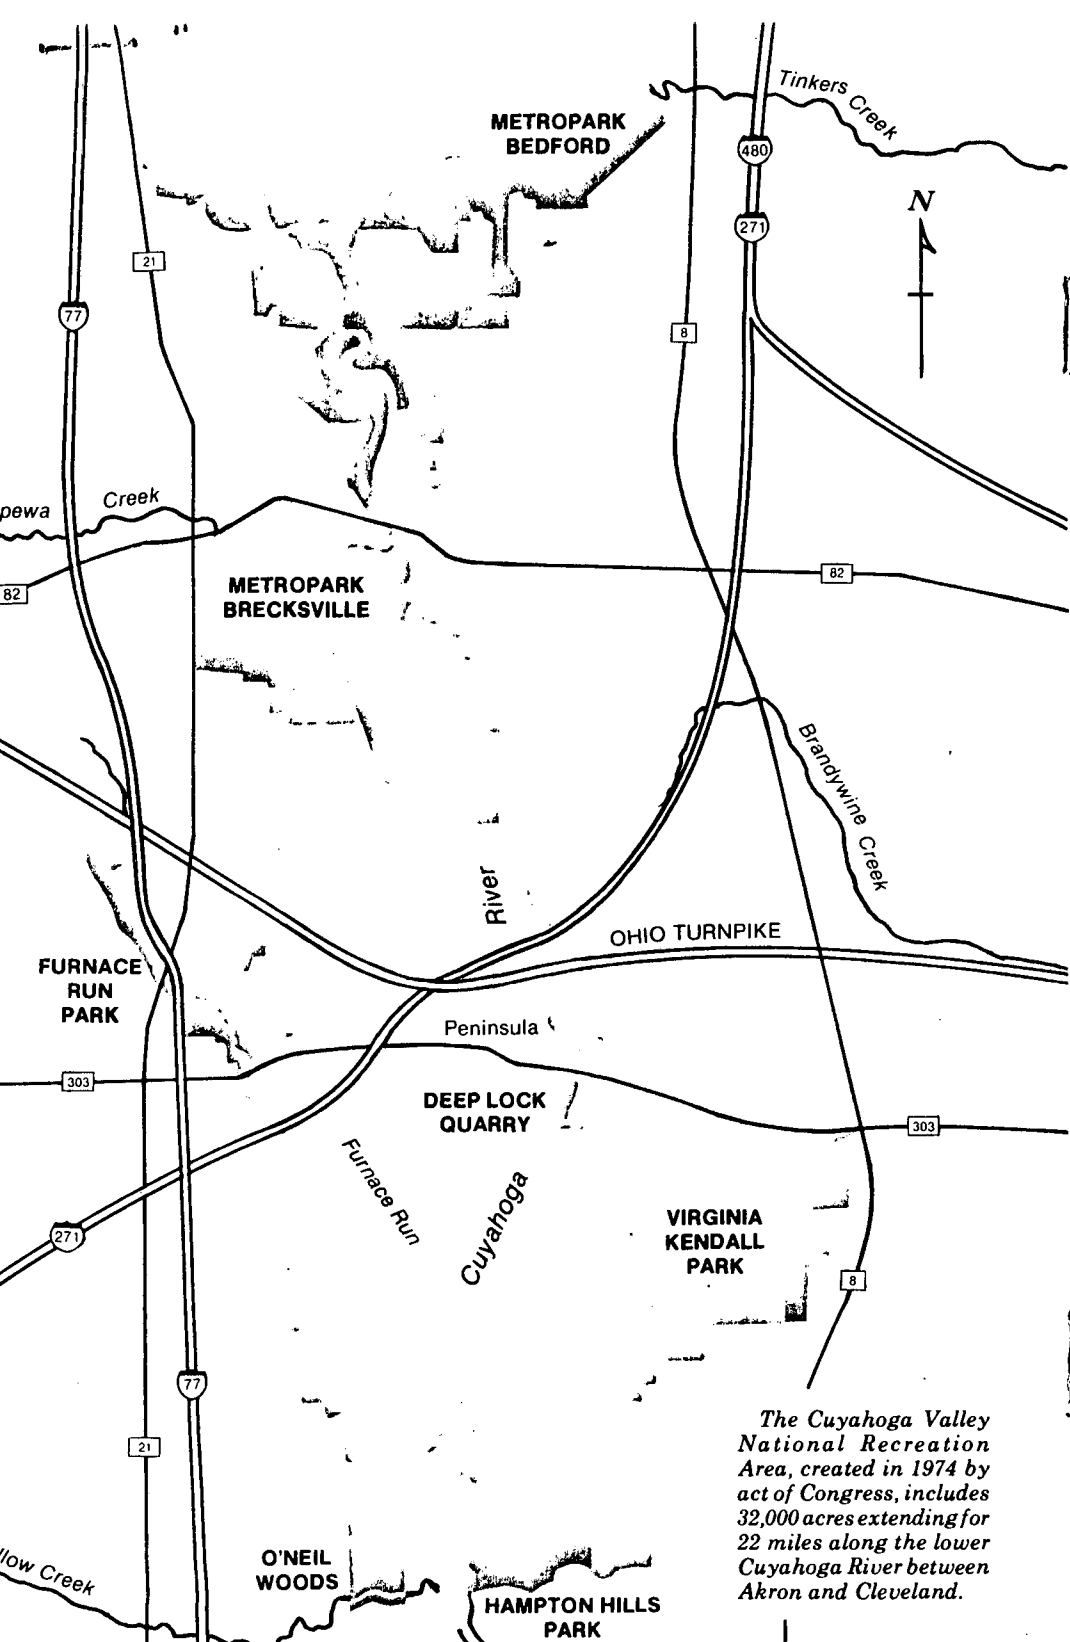 Tinkers
Creek
METROPARK
BEDFORD
480
N
271
21
77
8
Creek
pewa
82
82
METROPARK
BRECKSVILLE
Brandywine Creek
River
OHIO TURNPIKE
FURNACE
RUN
PARK
Peninsula
303
DEEP LOCK
QUARRY
303
Furnace Run
Cuyahoga
271
VIRGINIA
KENDALL
PARK
8
77
21
The Cuyahoga Valley
National Recreation
Area, created in 1974 by
act of Congress, includes
32,000 acres extending for
22 miles along the lower
Cuyahoga River between
Akron and Cleveland.
llow Creek
O'NEIL
WOODS
HAMPTON HILLS
PARK